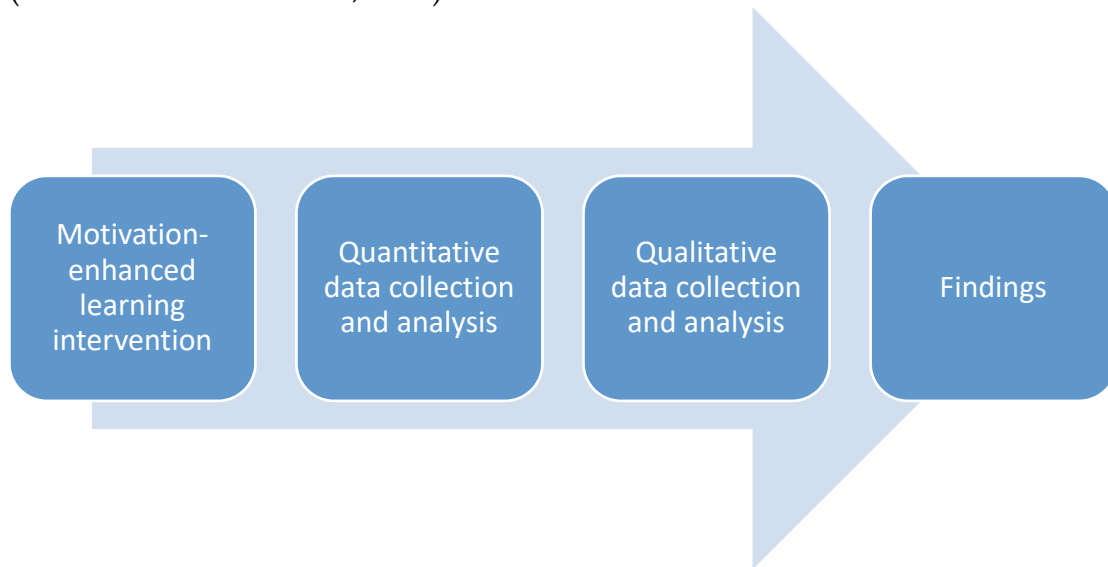 Motivation-
enhanced
learning
intervention
Quantitative
data collection
and analysis
Qualitative
data collection
and analysis
Findings